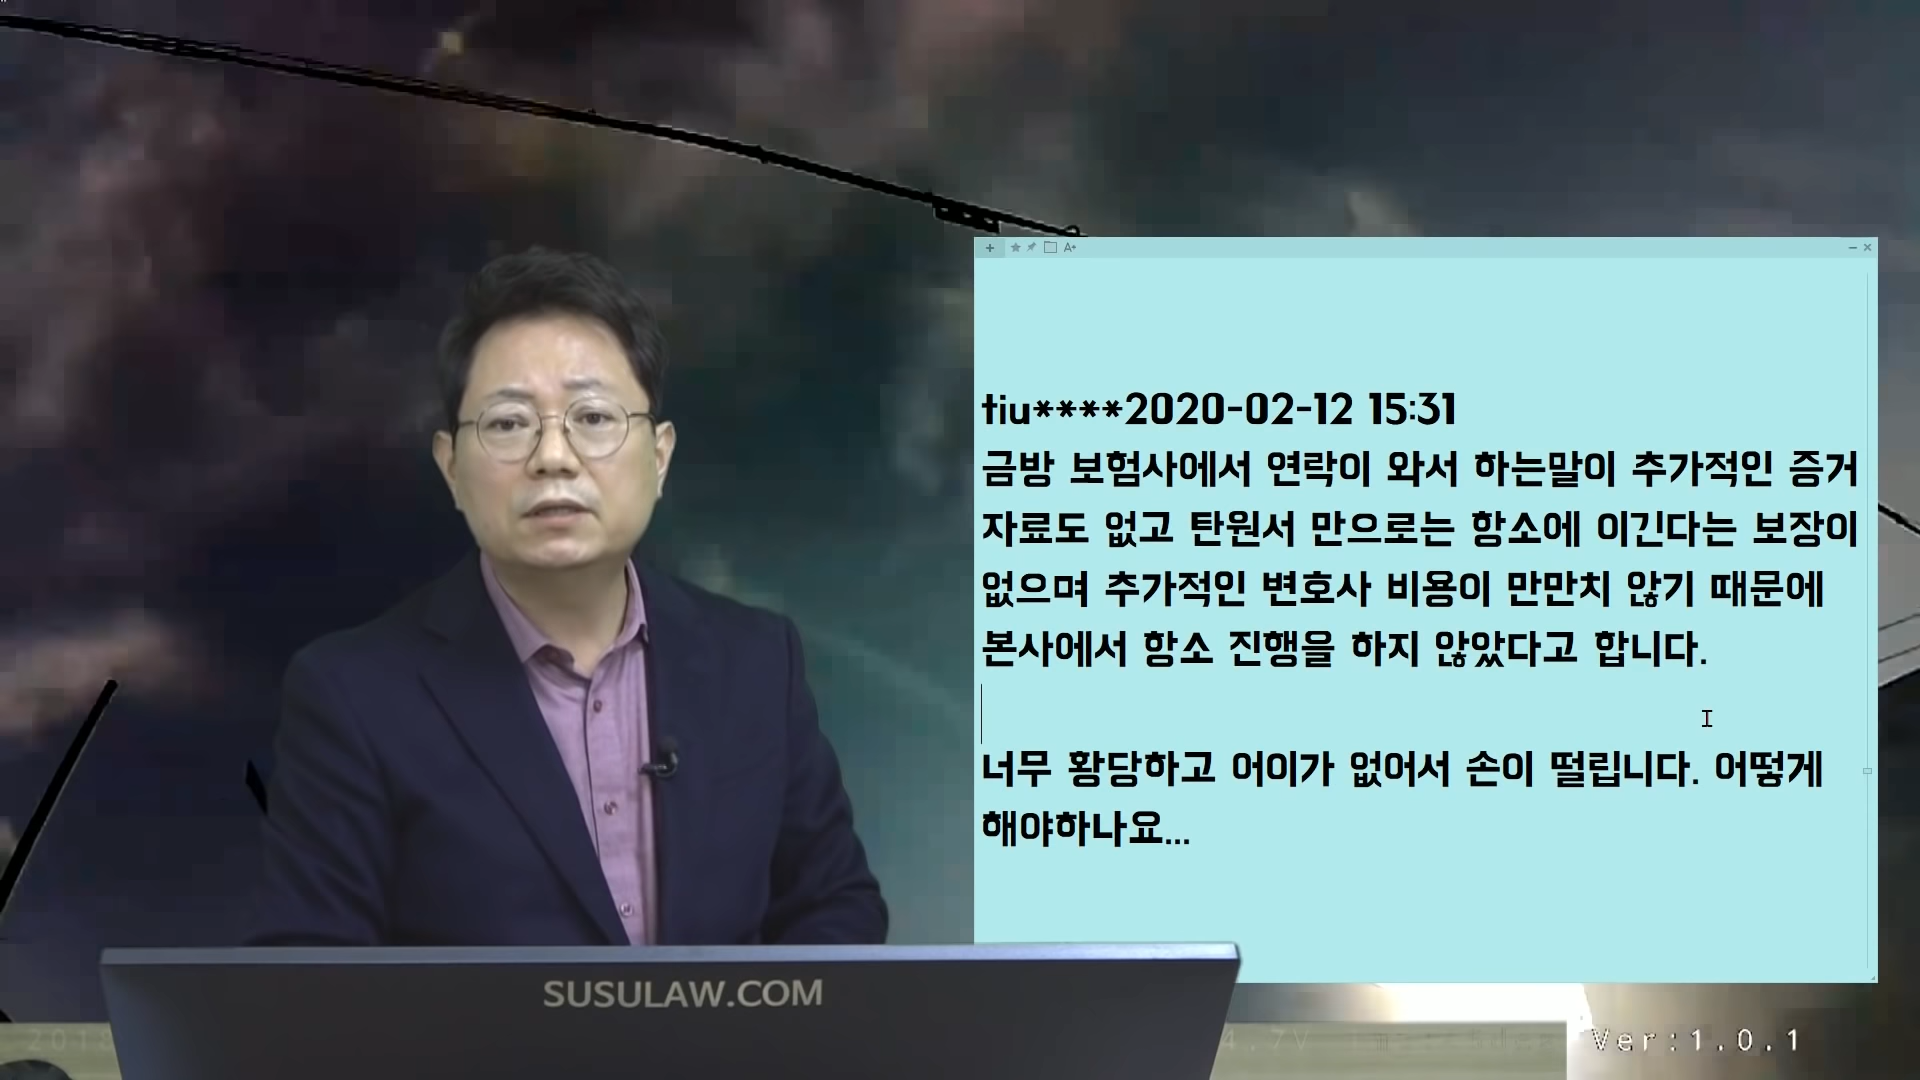 tiu****2020-02-12 15:31
금방 보험사에서 연락이 와서 하는말이 추가적인 증거
자료도 없고 탄원서 만으로는 항소에 이긴다는 보장이
없으며 추가적인 변호사 비용이 만만치 않기 때문에
본사에서 항소 진행을 하지 않았다고 합니다.
너무 황당하고 어이가 없어서 손이 떨립니다. 어떻게
해야하나요...
SUSULAW.COM
2018
4.7V
Ver:1.0.1